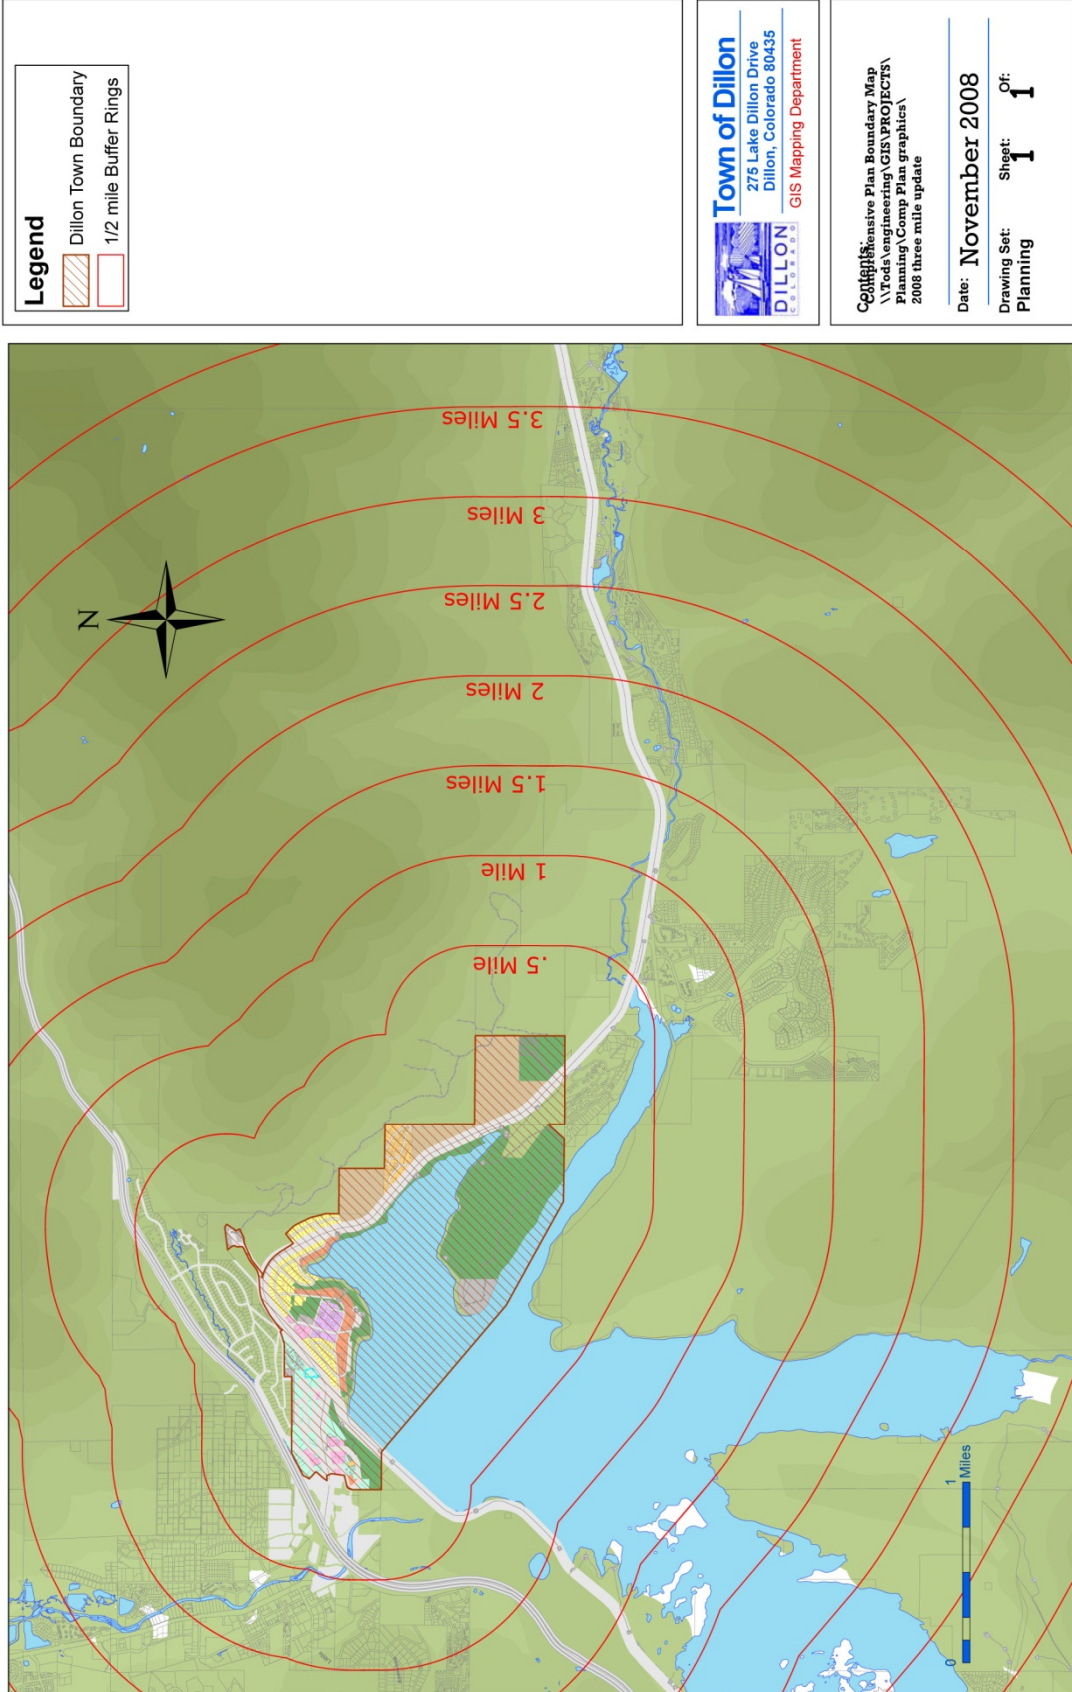 Legend
Dillon Town Boundary
1/2 mile Buffer Rings
Town of Dillon
275 Lake Dillon Drive
Dillon, Colorado 80435
GIS Mapping Department
DILLON
COLORADO
Contents:
Comprehensive Plan Boundary Map
\\Tods\engineering\GIS\PROJECTS\
Planning\Comp Plan graphics\
2008 three mile update
Date: November 2008
Drawing Set:
Planning
Sheet:
1
Of:
1
N
3.5 Miles
3 Miles
2.5 Miles
2 Miles
1.5 Miles
1 Mile
.5 Mile
0
1
Miles